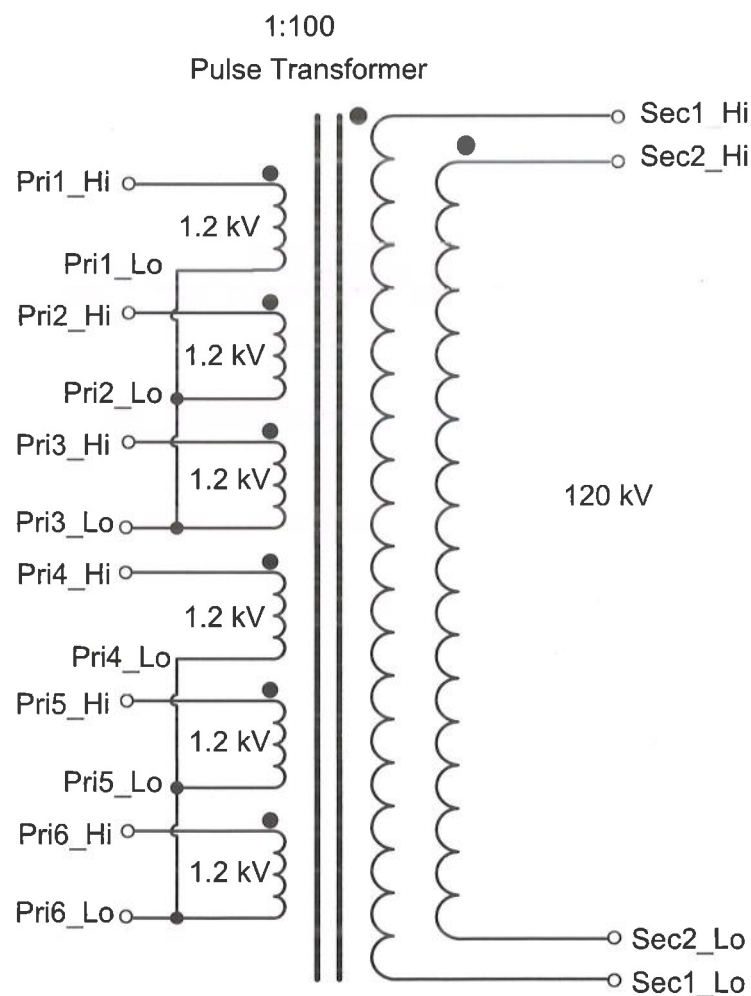 1:100
Pulse Transformer
Sec1_Hi
Sec2_Hi
Pri1_Hi
1.2 kV
Pri1_Lo
Pri2_Hi
1.2 kV
Pri2_Lo
Pri3_Hi
1.2 kV
120 kV
Pri3_Lo
Pri4_Hi
1.2 kV
Pri4_Lo
Pri5_Hi
1.2 kV
Pri5_Lo
Pri6_Hi
1.2 kV
Pri6_Lo
Sec2_Lo
Sec1_Lo